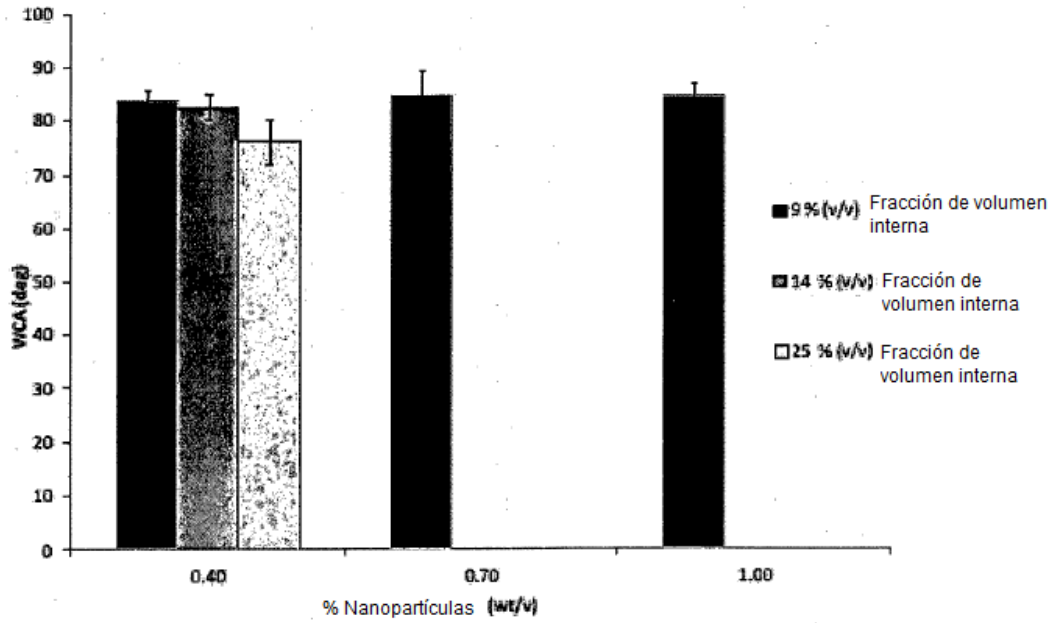 100
90
80
70
60
50
40
30
20
10
0
WCA (deg)
0.40
0.70
1.00
% Nanopartículas (wt/v)
9 % (v/v) Fracción de volumen
interna
14 % (v/v) Fracción de
volumen interna
25 % (v/v) Fracción de
volumen interna